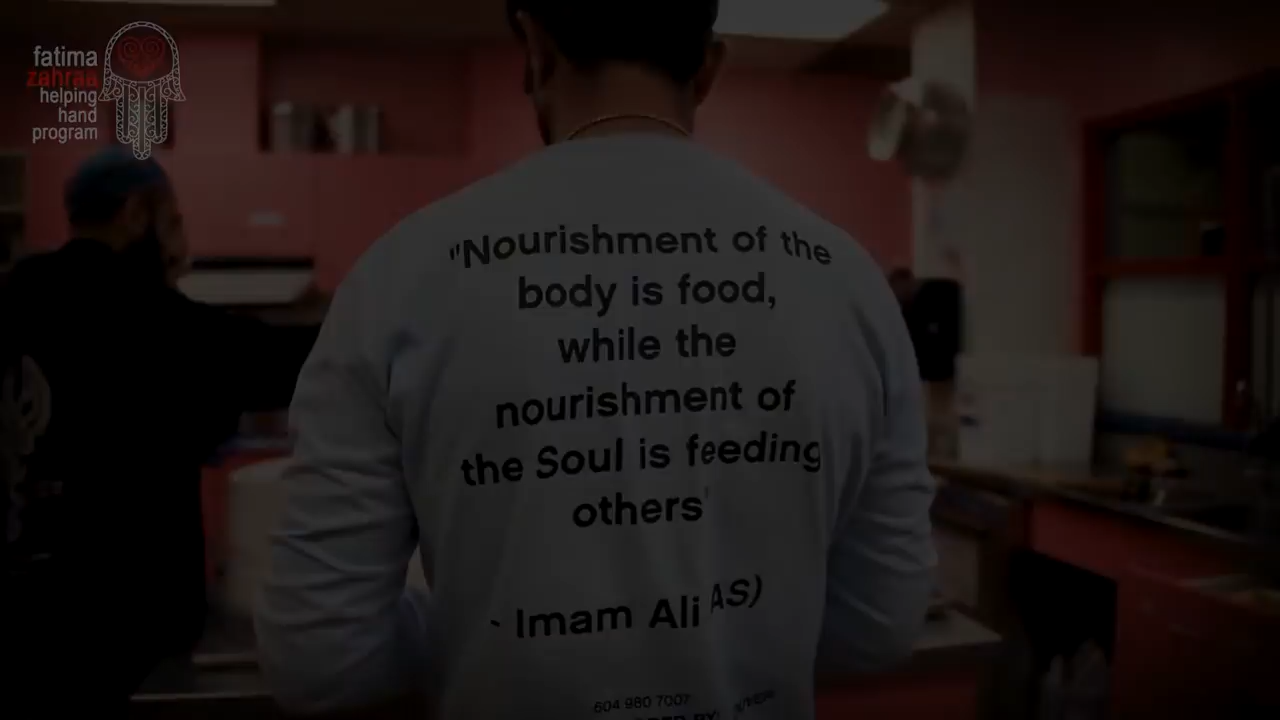 fatima
zahraa
helping
hand
program
"Nourishment of the
body is food,
while the
nourishment of
the Soul is feeding
others'
- Imam Ali AS)
604 980 7007